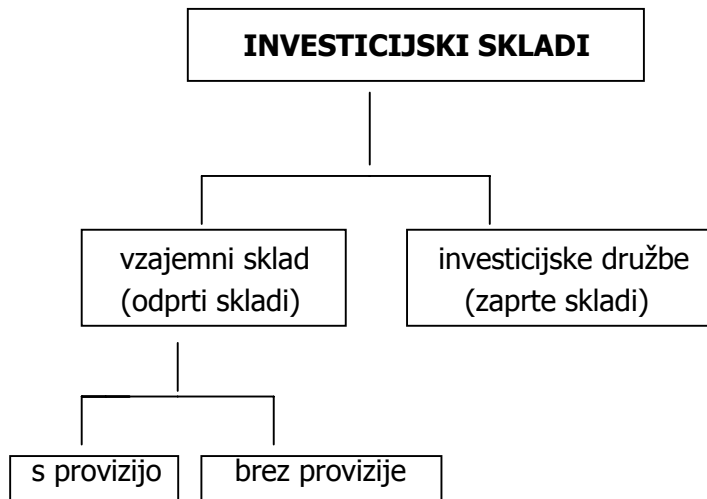 INVESTICIJSKI SKLADI
vzajemni sklad
(odprti skladi)
investicijske družbe
(zaprte skladi)
s provizijo
brez provizije